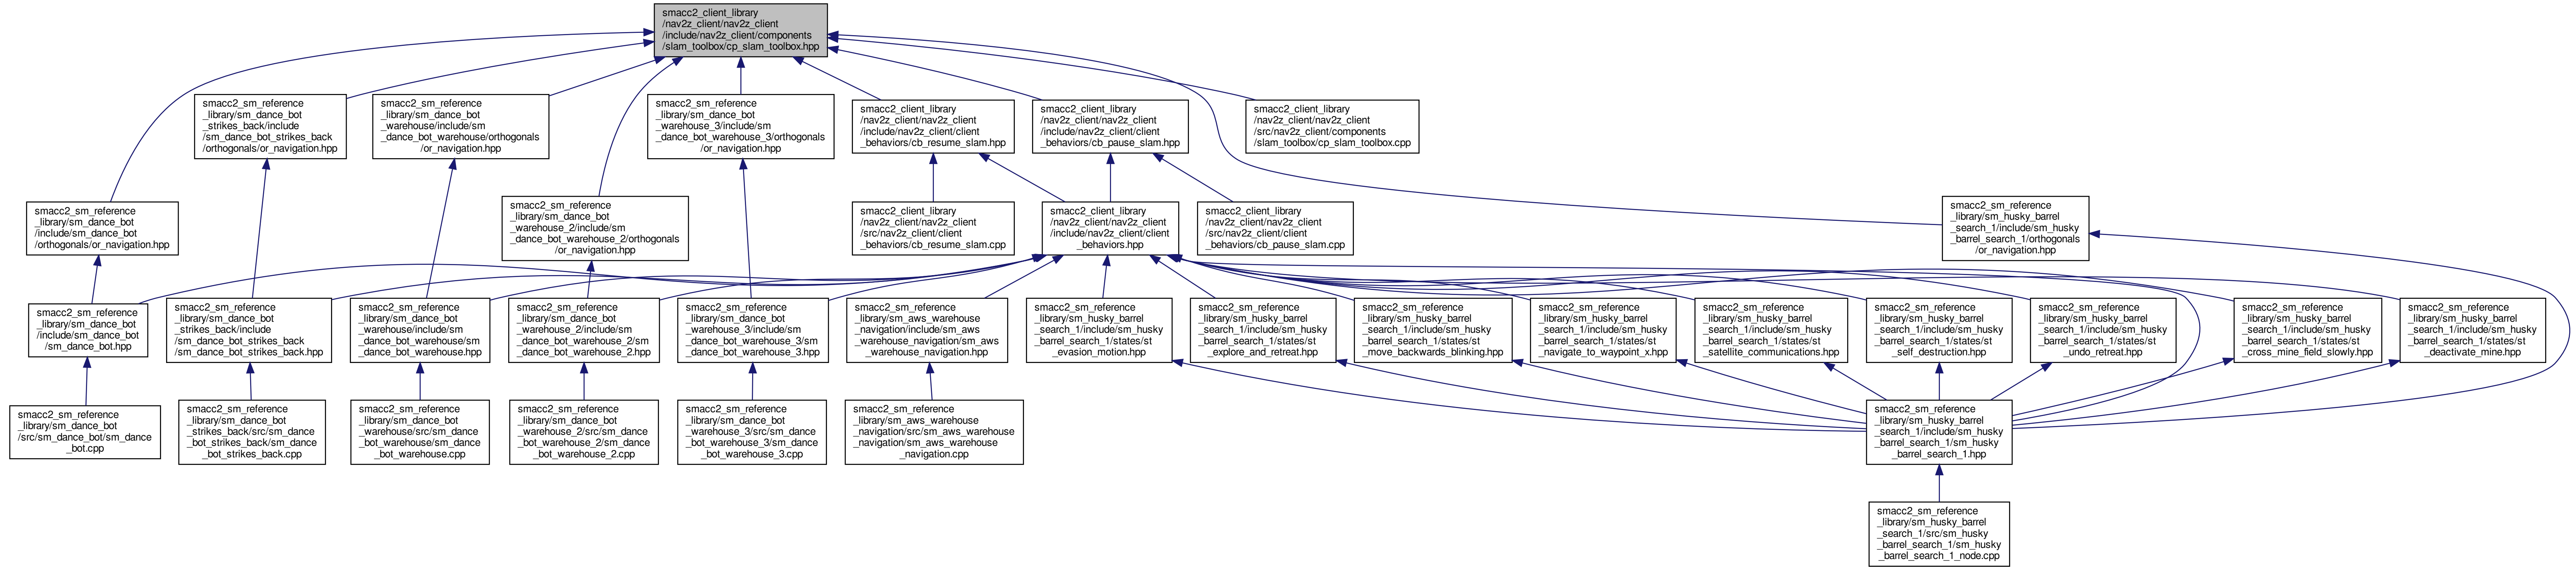 smacc2_client_library
/nav2z_client/nav2z_client
/include/nav2z_client/components
/slam_toolbox/cp_slam_toolbox.hpp
smacc2_sm_reference
_library/sm_dance_bot
_strikes_back/include
/sm_dance_bot_strikes_back
/orthogonals/or_navigation.hpp
smacc2_sm_reference
_library/sm_dance_bot
_warehouse/include/sm
_dance_bot_warehouse/orthogonals
/or_navigation.hpp
smacc2_sm_reference
_library/sm_dance_bot
_warehouse_3/include/sm
_dance_bot_warehouse_3/orthogonals
/or_navigation.hpp
smacc2_client_library
/nav2z_client/nav2z_client
/include/nav2z_client/client
_behaviors/cb_resume_slam.hpp
smacc2_client_library
/nav2z_client/nav2z_client
/include/nav2z_client/client
_behaviors/cb_pause_slam.hpp
smacc2_client_library
/nav2z_client/nav2z_client
/src/nav2z_client/components
/slam_toolbox/cp_slam_toolbox.cpp
smacc2_sm_reference
_library/sm_dance_bot
/include/sm_dance_bot
/orthogonals/or_navigation.hpp
smacc2_sm_reference
_library/sm_dance_bot
_warehouse_2/include/sm
_dance_bot_warehouse_2/orthogonals
/or_navigation.hpp
smacc2_client_library
/nav2z_client/nav2z_client
/src/nav2z_client/client
_behaviors/cb_resume_slam.cpp
smacc2_client_library
/nav2z_client/nav2z_client
/include/nav2z_client/client
_behaviors.hpp
smacc2_client_library
/nav2z_client/nav2z_client
/src/nav2z_client/client
_behaviors/cb_pause_slam.cpp
smacc2_sm_reference
_library/sm_husky_barrel
_search_1/include/sm_husky
_barrel_search_1/orthogonals
/or_navigation.hpp
smacc2_sm_reference
_library/sm_dance_bot
/include/sm_dance_bot
/sm_dance_bot.hpp
smacc2_sm_reference
_library/sm_dance_bot
_strikes_back/include
/sm_dance_bot_strikes_back
/sm_dance_bot_strikes_back.hpp
smacc2_sm_reference
_library/sm_dance_bot
_warehouse/include/sm
_dance_bot_warehouse/sm
_dance_bot_warehouse.hpp
smacc2_sm_reference
_library/sm_dance_bot
_warehouse_2/include/sm
_dance_bot_warehouse_2/sm
_dance_bot_warehouse_2.hpp
smacc2_sm_reference
_library/sm_dance_bot
_warehouse_3/include/sm
_dance_bot_warehouse_3/sm
_dance_bot_warehouse_3.hpp
smacc2_sm_reference
_library/sm_aws_warehouse
_navigation/include/sm_aws
_warehouse_navigation/sm_aws
_warehouse_navigation.hpp
smacc2_sm_reference
_library/sm_husky_barrel
_search_1/include/sm_husky
_barrel_search_1/states/st
_evasion_motion.hpp
smacc2_sm_reference
_library/sm_husky_barrel
_search_1/include/sm_husky
_barrel_search_1/states/st
_explore_and_retreat.hpp
smacc2_sm_reference
_library/sm_husky_barrel
_search_1/include/sm_husky
_barrel_search_1/states/st
_move_backwards_blinking.hpp
smacc2_sm_reference
_library/sm_husky_barrel
_search_1/include/sm_husky
_barrel_search_1/states/st
_navigate_to_waypoint_x.hpp
smacc2_sm_reference
_library/sm_husky_barrel
_search_1/include/sm_husky
_barrel_search_1/states/st
_satellite_communications.hpp
smacc2_sm_reference
_library/sm_husky_barrel
_search_1/include/sm_husky
_barrel_search_1/states/st
_self_destruction.hpp
smacc2_sm_reference
_library/sm_husky_barrel
_search_1/include/sm_husky
_barrel_search_1/states/st
_undo_retreat.hpp
smacc2_sm_reference
_library/sm_husky_barrel
_search_1/include/sm_husky
_barrel_search_1/states/st
_cross_mine_field_slowly.hpp
smacc2_sm_reference
_library/sm_husky_barrel
_search_1/include/sm_husky
_barrel_search_1/states/st
_deactivate_mine.hpp
smacc2_sm_reference
_library/sm_dance_bot
/src/sm_dance_bot/sm_dance
_bot.cpp
smacc2_sm_reference
_library/sm_dance_bot
_strikes_back/src/sm_dance
_bot_strikes_back/sm_dance
_bot_strikes_back.cpp
smacc2_sm_reference
_library/sm_dance_bot
_warehouse/src/sm_dance
_bot_warehouse/sm_dance
_bot_warehouse.cpp
smacc2_sm_reference
_library/sm_dance_bot
_warehouse_2/src/sm_dance
_bot_warehouse_2/sm_dance
_bot_warehouse_2.cpp
smacc2_sm_reference
_library/sm_dance_bot
_warehouse_3/src/sm_dance
_bot_warehouse_3/sm_dance
_bot_warehouse_3.cpp
smacc2_sm_reference
_library/sm_aws_warehouse
_navigation/src/sm_aws_warehouse
_navigation/sm_aws_warehouse
_navigation.cpp
smacc2_sm_reference
_library/sm_husky_barrel
_search_1/include/sm_husky
_barrel_search_1/sm_husky
_barrel_search_1.hpp
smacc2_sm_reference
_library/sm_husky_barrel
_search_1/src/sm_husky
_barrel_search_1/sm_husky
_barrel_search_1_node.cpp